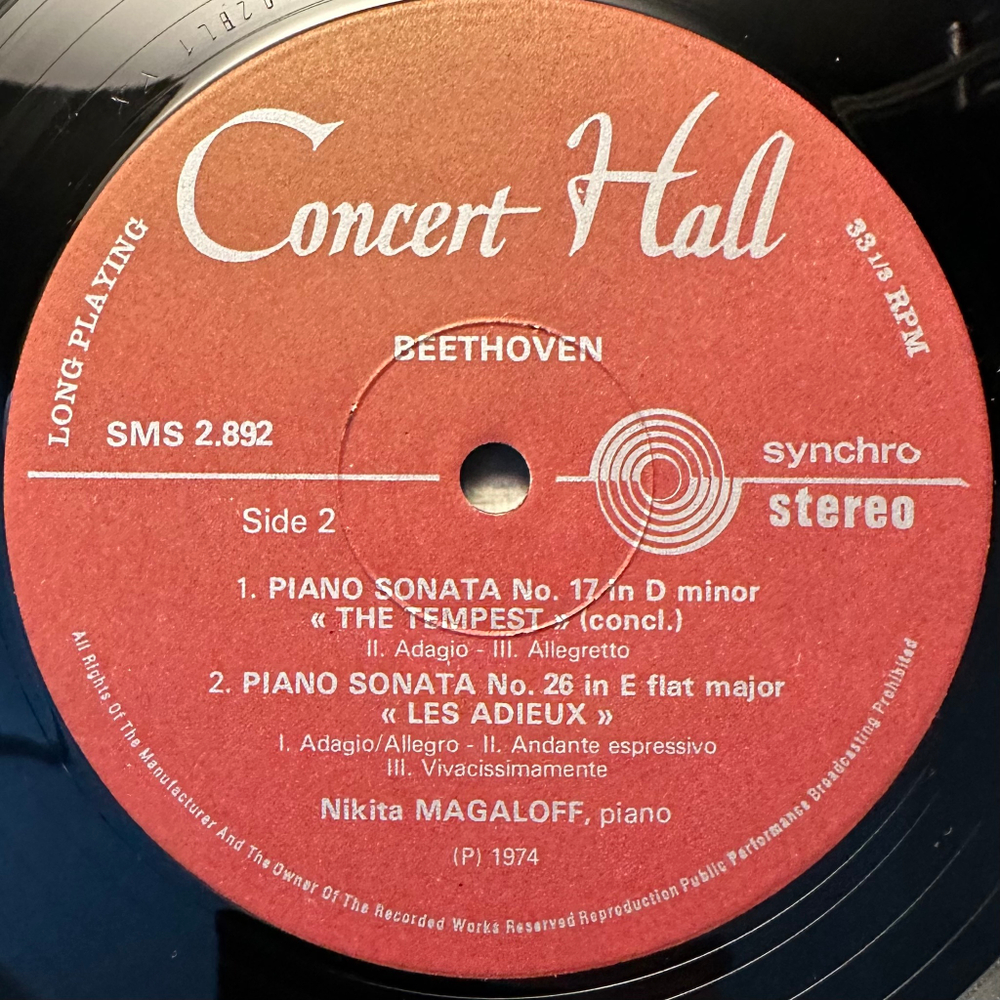 Concert Hall
LONG PLAYING
33 1/3 RPM
BEETHOVEN
SMS 2.892
synchro
stereo
Side 2
1. PIANO SONATA No. 17 in D minor
« THE TEMPEST » (concl.)
II. Adagio - III. Allegretto
2. PIANO SONATA No. 26 in E flat major
« LES ADIEUX »
I. Adagio/Allegro - II. Andante espressivo
III. Vivacissimamente
Nikita MAGALOFF, piano
(P) 1974
All Rights Of The Manufacturer And The Owner Of The Recorded Works Reserved Reproduction Public Performance Broadcasting Prohibited